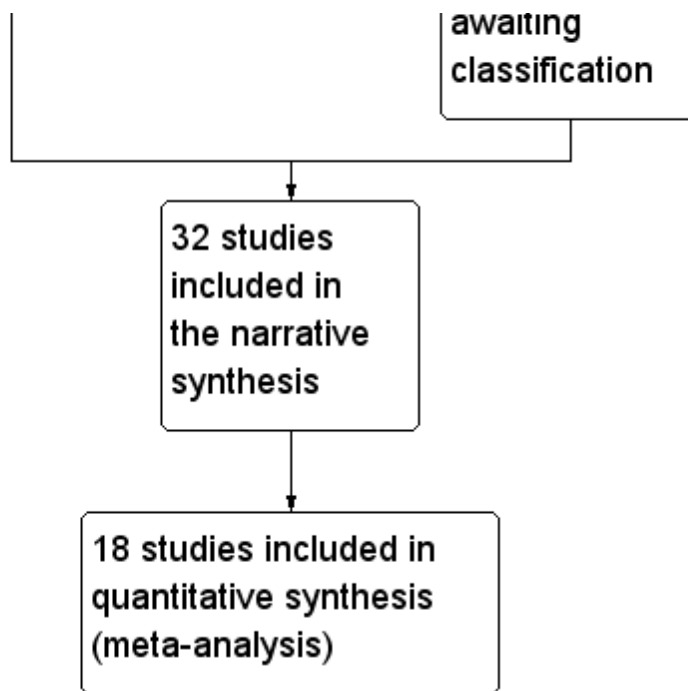 awaiting
classification
32 studies
included in
the narrative
synthesis
18 studies included in
quantitative synthesis
(meta-analysis)